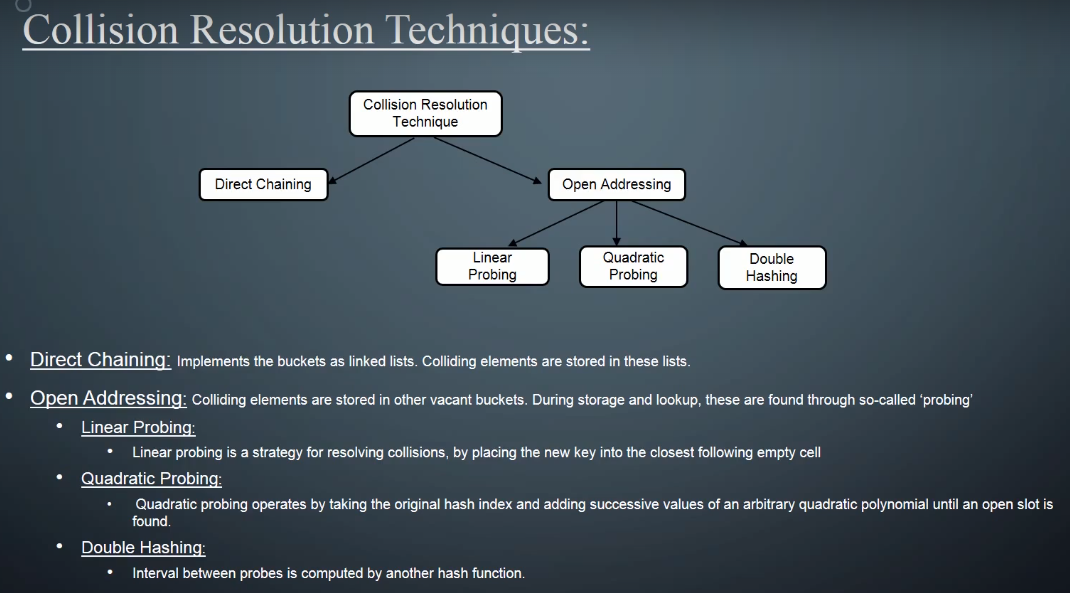 Collision Resolution Techniques:
Collision Resolution
Technique
Direct Chaining
Open Addressing
Linear
Probing
Quadratic
Probing
Double
Hashing
• Direct Chaining: Implements the buckets as linked lists. Colliding elements are stored in these lists.
• Open Addressing: Colliding elements are stored in other vacant buckets. During storage and lookup, these are found through so-called ‘probing’
• Linear Probing:
• Linear probing is a strategy for resolving collisions, by placing the new key into the closest following empty cell
• Quadratic Probing:
• Quadratic probing operates by taking the original hash index and adding successive values of an arbitrary quadratic polynomial until an open slot is
found.
• Double Hashing:
• Interval between probes is computed by another hash function.